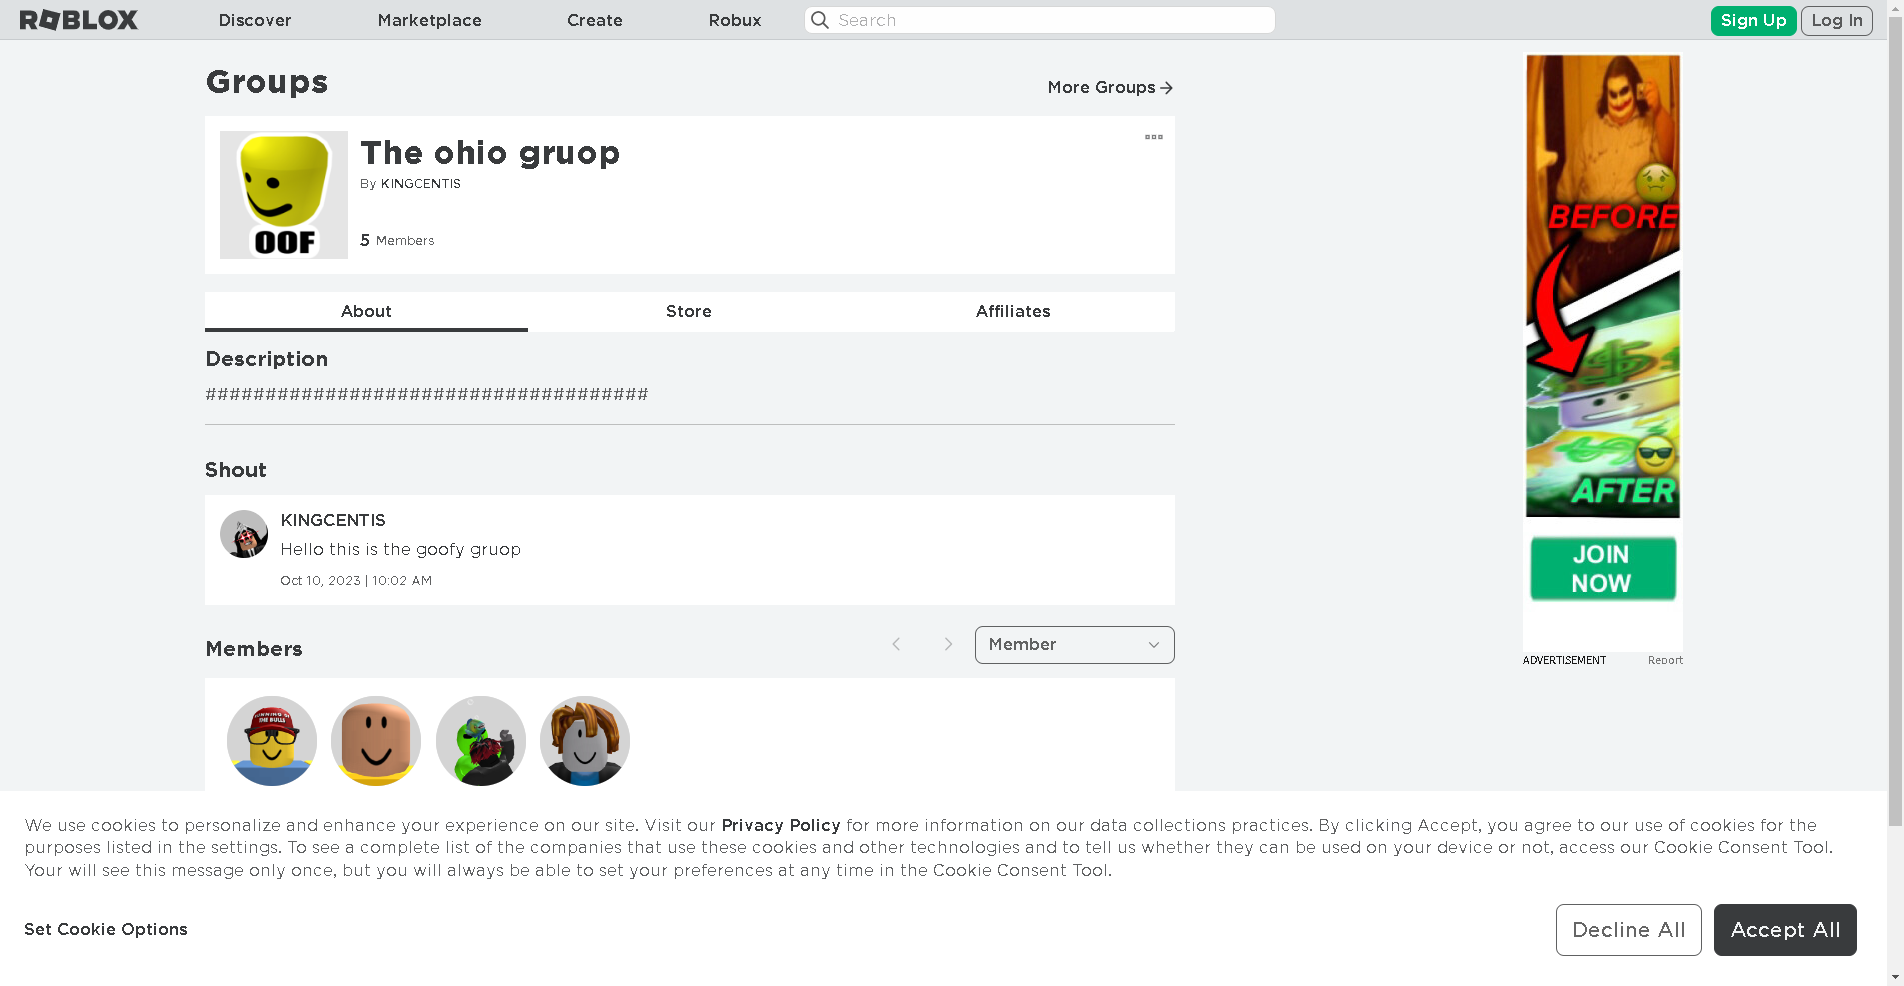 ROBLOX
Discover
Marketplace
Create
Robux
Search
Sign Up
Log In
Groups
More Groups
The ohio gruop
By KINGCENTIS
5 Members
OOF
About
Store
Affiliates
Description
#####################################
Shout
KINGCENTIS
Hello this is the goofy gruop
Oct 10, 2023 | 10:02 AM
Members
Member
THE BULLS
BEFORE
AFTER
JOIN
NOW
ADVERTISEMENT
Report
We use cookies to personalize and enhance your experience on our site. Visit our Privacy Policy for more information on our data collections practices. By clicking Accept, you agree to our use of cookies for the
purposes listed in the settings. To see a complete list of the companies that use these cookies and other technologies and to tell us whether they can be used on your device or not, access our Cookie Consent Tool.
Your will see this message only once, but you will always be able to set your preferences at any time in the Cookie Consent Tool.
Set Cookie Options
Decline All
Accept All